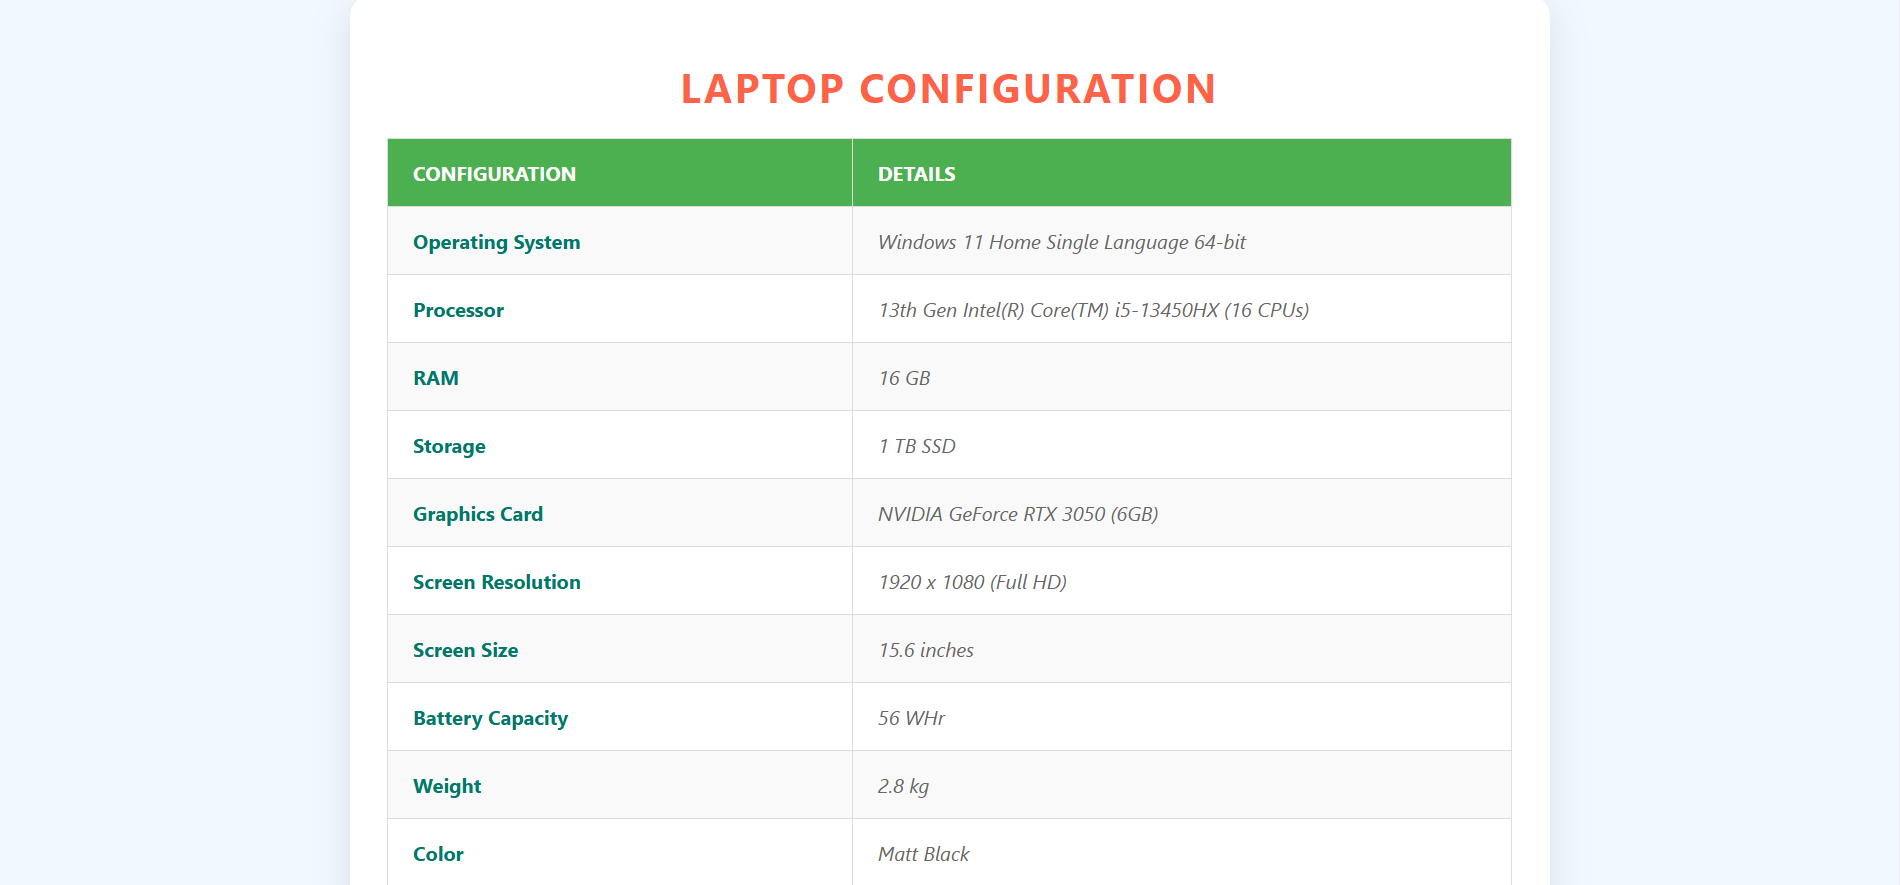 LAPTOP CONFIGURATION
CONFIGURATION DETAILS
Operating System Windows 11 Home Single Language 64-bit
Processor 13th Gen Intel(R) Core(TM) i5-13450HX (16 CPUs)
RAM 16 GB
Storage 1 TB SSD
Graphics Card NVIDIA GeForce RTX 3050 (6GB)
Screen Resolution 1920 x 1080 (Full HD)
Screen Size 15.6 inches
Battery Capacity 56 WHr
Weight 2.8 kg
Color Matt Black